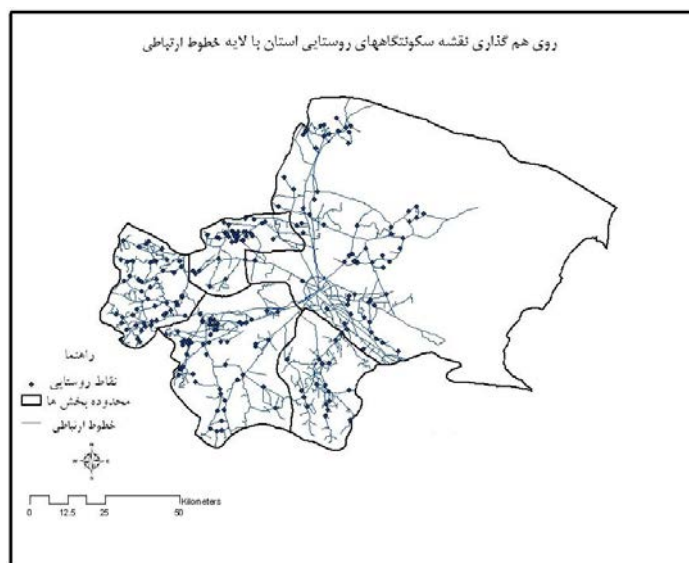 روی هم گذاری نقشه سکونتگاههای روستایی استان با لایه خطوط ارتباطی
راهنما
نقاط روستایی
محدوده بخش ها
خطوط ارتباطی
Kilometers
0 12.5 25 50